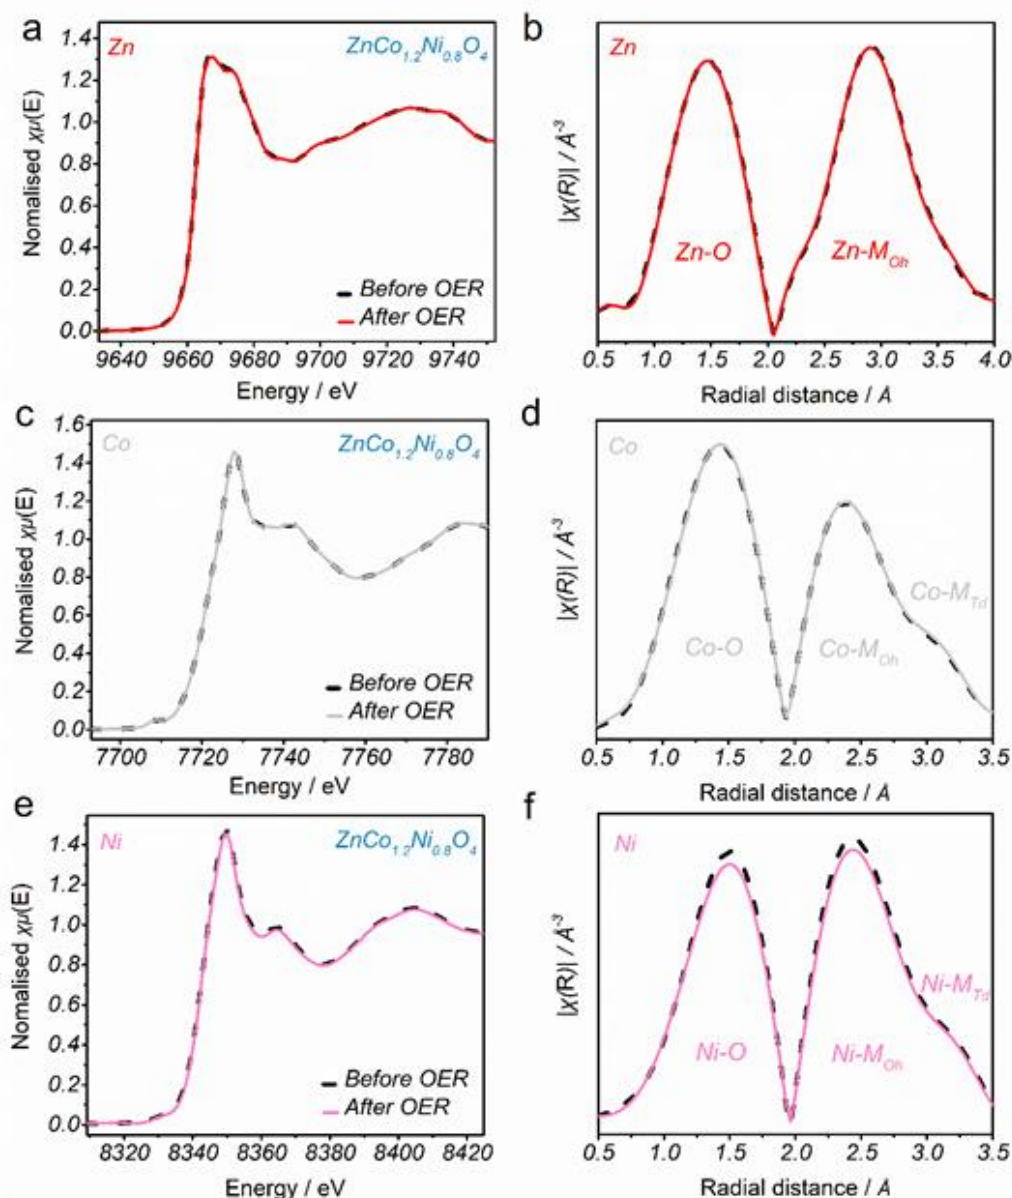 a
Zn
ZnCo1.2Ni0.8O4
Nomalised χμ(E)
1.4
1.2
1.0
0.8
0.6
0.4
0.2
0.0
Before OER
After OER
9640 9660 9680 9700 9720 9740
Energy / eV
b
Zn
|χ(R)| / Å-3
Zn-O
Zn-MOh
0.5 1.0 1.5 2.0 2.5 3.0 3.5 4.0
Radial distance / A
c
Co
ZnCo1.2Ni0.8O4
Nomalised χμ(E)
1.6
1.4
1.2
1.0
0.8
0.6
0.4
0.2
0.0
Before OER
After OER
7700 7720 7740 7760 7780
Energy / eV
d
Co
|χ(R)| / Å-3
Co-O
Co-MOh
Co-MTd
0.5 1.0 1.5 2.0 2.5 3.0 3.5
Radial distance / A
e
Ni
ZnCo1.2Ni0.8O4
Nomalised χμ(E)
1.4
1.2
1.0
0.8
0.6
0.4
0.2
0.0
Before OER
After OER
8320 8340 8360 8380 8400 8420
Energy / eV
f
Ni
|χ(R)| / Å-3
Ni-O
Ni-MOh
Ni-MTd
0.5 1.0 1.5 2.0 2.5 3.0 3.5
Radial distance / A